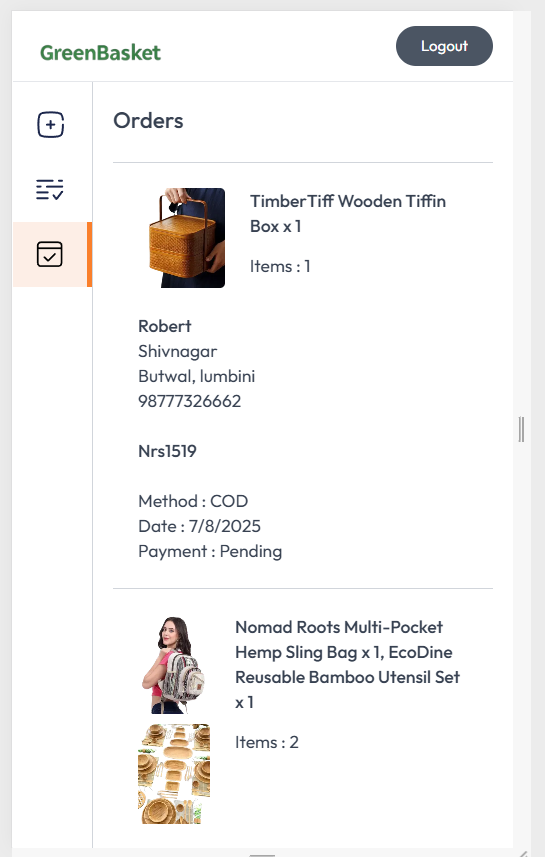 GreenBasket
Logout
Orders
TimberTiff Wooden Tiffin
Box x 1
Items : 1
Robert
Shivnagar
Butwal, lumbini
98777326662
Nrs1519
Method : COD
Date : 7/8/2025
Payment : Pending
Nomad Roots Multi-Pocket
Hemp Sling Bag x 1, EcoDine
Reusable Bamboo Utensil Set
x 1
Items : 2